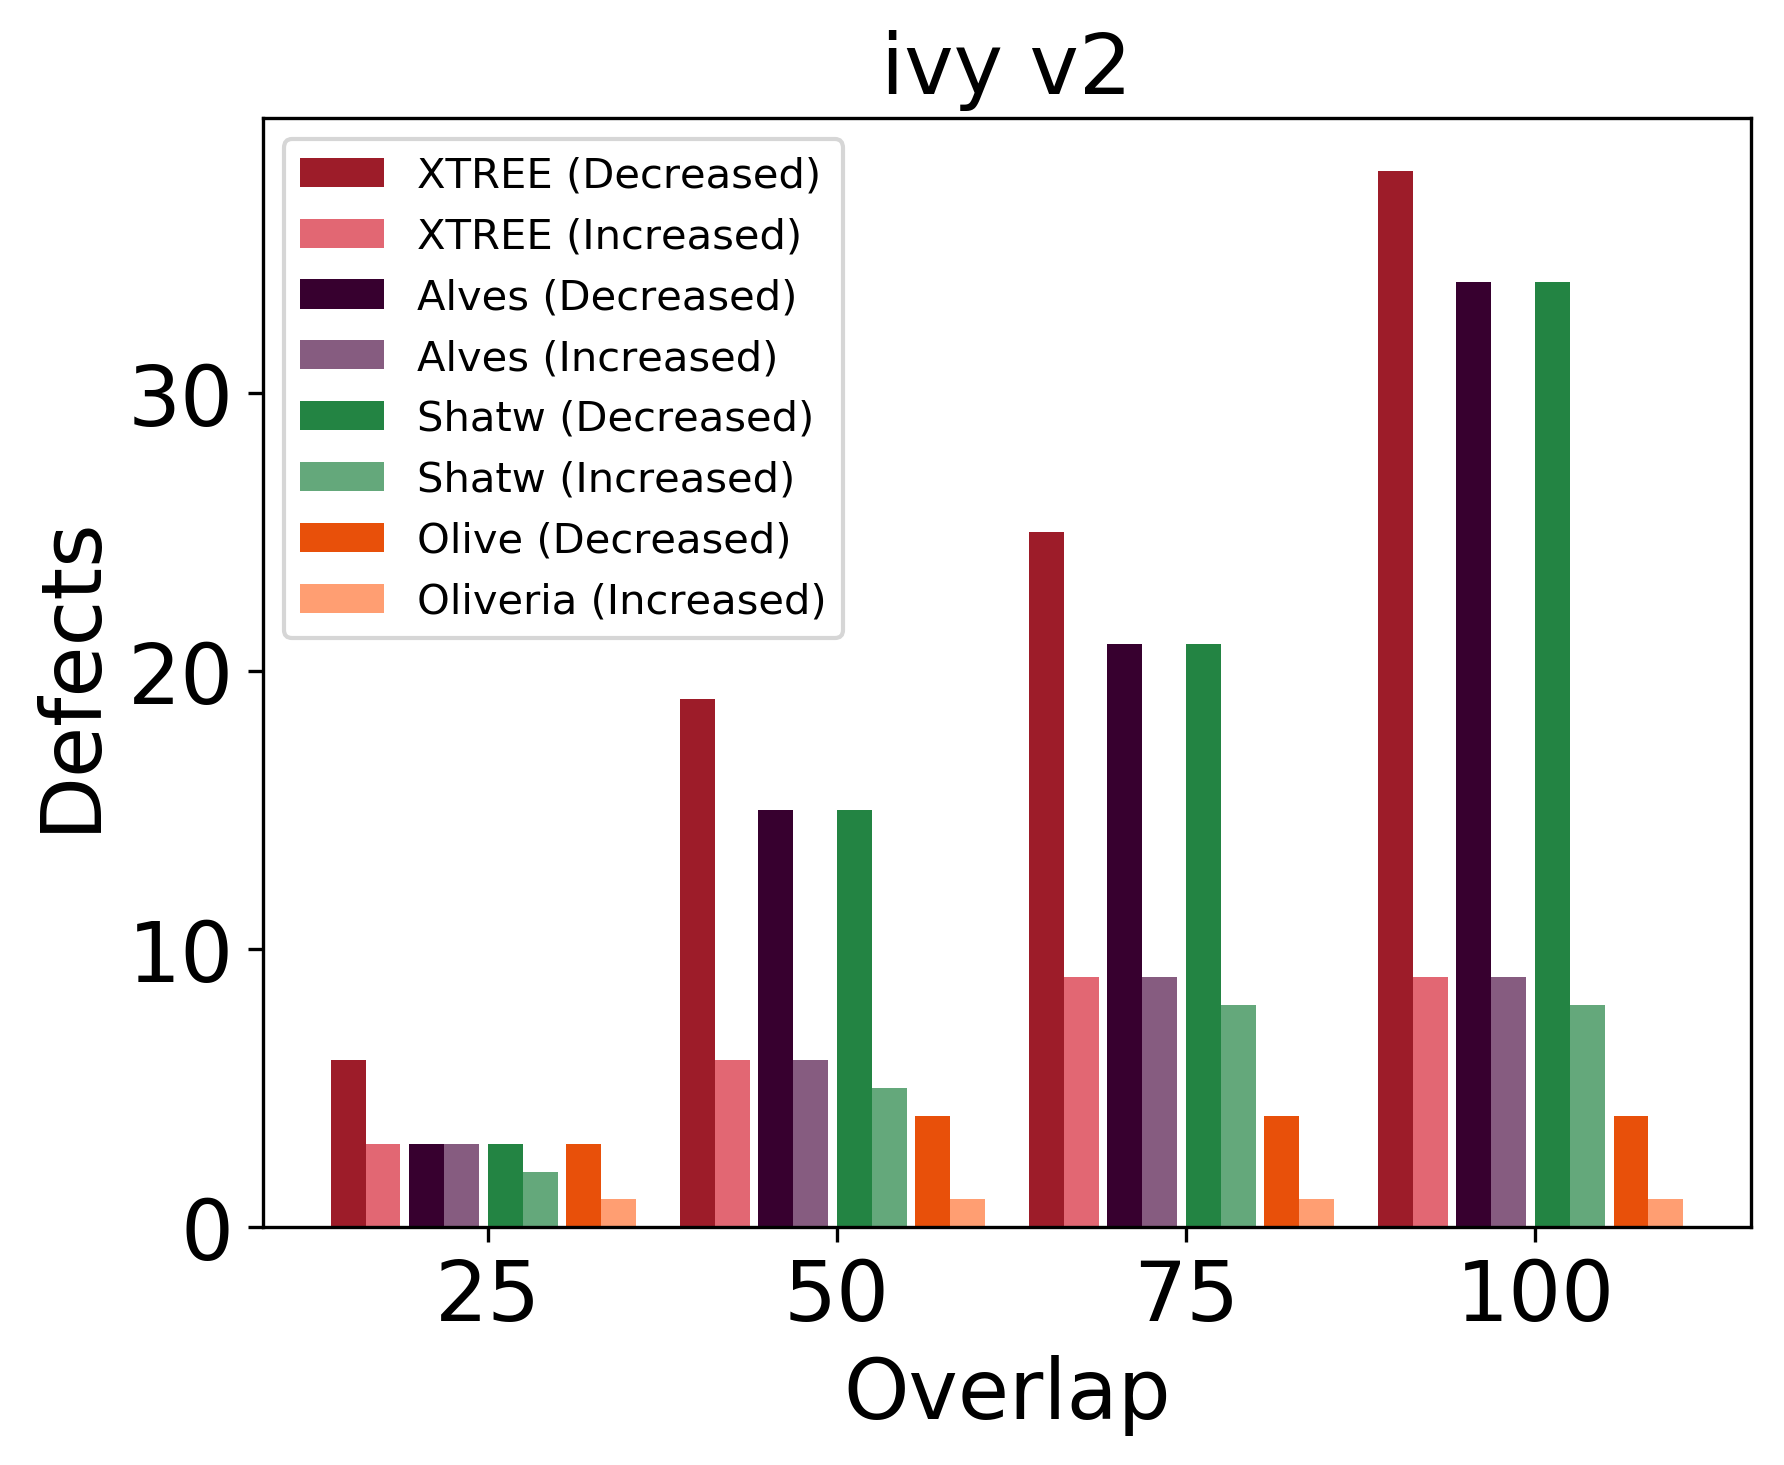 ivy v2
XTREE (Decreased)
XTREE (Increased)
Alves (Decreased)
Alves (Increased)
Shatw (Decreased)
Shatw (Increased)
Olive (Decreased)
Oliveria (Increased)
Defects
30
20
10
0
25 50 75 100
Overlap